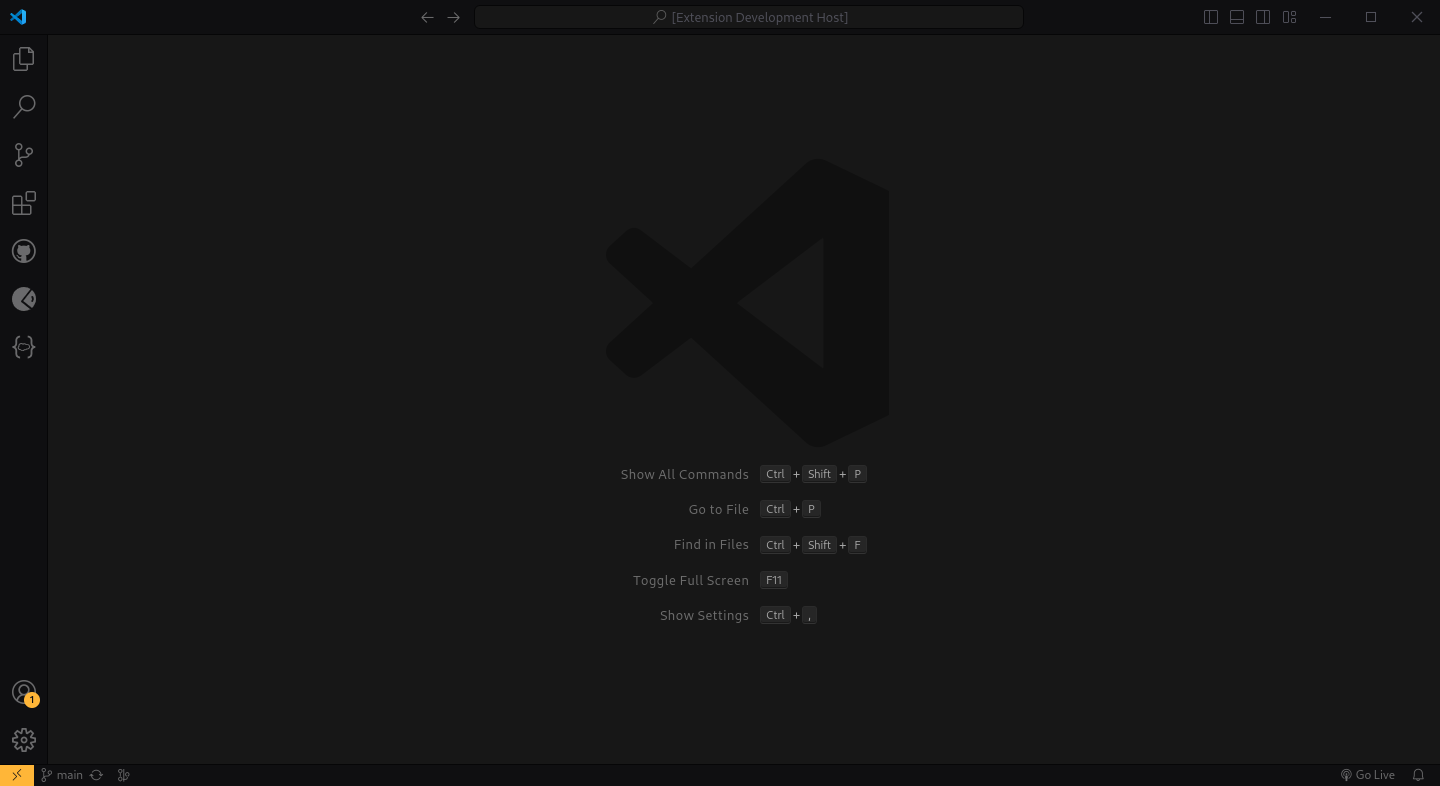 [Extension Development Host]
Show All Commands Ctrl + Shift + P
Go to File Ctrl + P
Find in Files Ctrl + Shift + F
Toggle Full Screen F11
Show Settings Ctrl + ,
1
main
Go Live